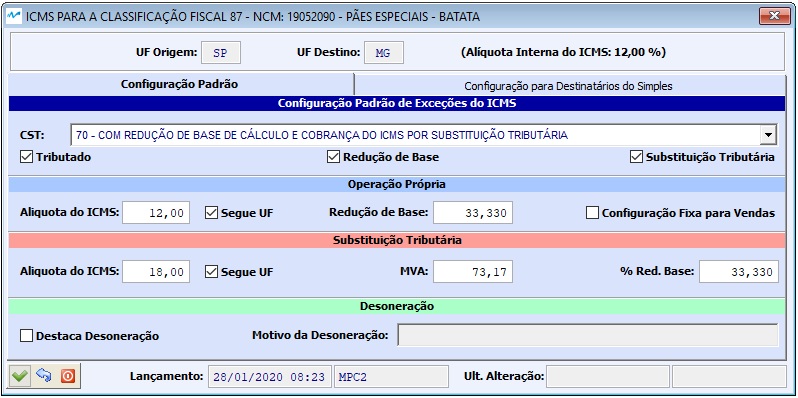 ICMS PARA A CLASSIFICAÇÃO FISCAL 87 - NCM: 19052090 - PÃES ESPECIAIS - BATATA
UF Origem: SP UF Destino: MG (Alíquota Interna do ICMS: 12,00 %)
Configuração Padrão Configuração para Destinatários do Simples
Configuração Padrão de Exceções do ICMS
CST: 70 - COM REDUÇÃO DE BASE DE CÁLCULO E COBRANÇA DO ICMS POR SUBSTITUIÇÃO TRIBUTÁRIA
Tributado Redução de Base Substituição Tributária
Operação Própria
Aliquota do ICMS: 12,00 Segue UF Redução de Base: 33,330 Configuração Fixa para Vendas
Substituição Tributária
Aliquota do ICMS: 18,00 Segue UF MVA: 73,17 % Red. Base: 33,330
Desoneração
Destaca Desoneração Motivo da Desoneração:
Lançamento: 28/01/2020 08:23 MPC2 Ult. Alteração: